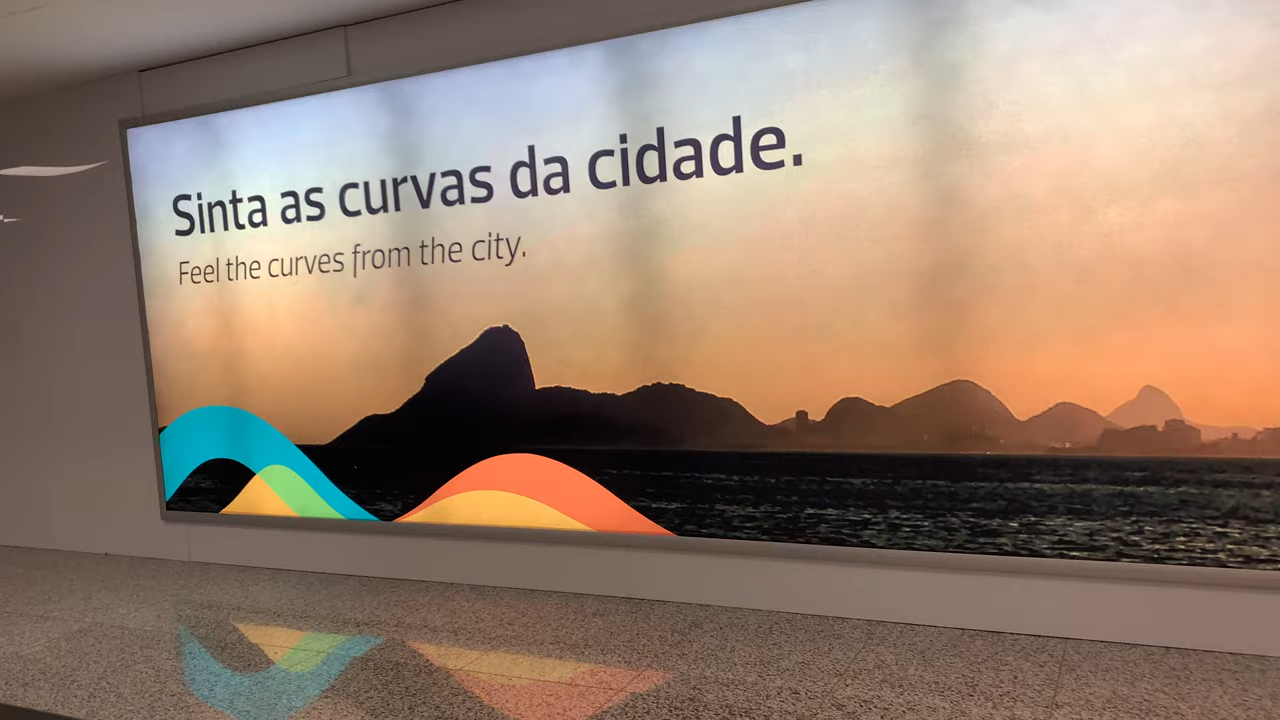 Sinta as curvas da cidade.
Feel the curves from the city.